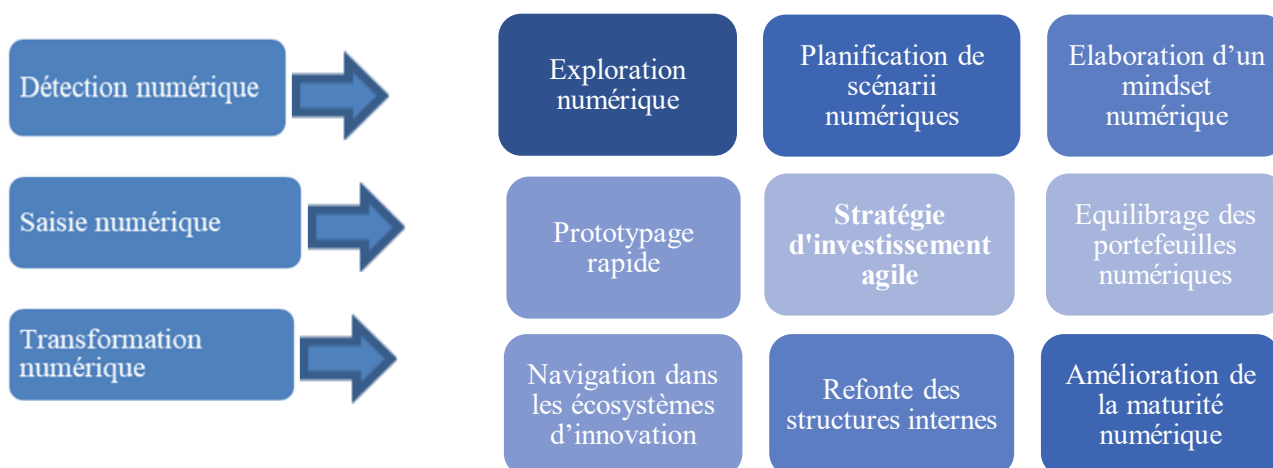 Détection numérique
Exploration
numérique
Planification de
scénarii
numériques
Elaboration d’un
mindset
numérique
Saisie numérique
Prototypage
rapide
Stratégie
d'investissement
agile
Equilibrage des
portefeuilles
numériques
Transformation
numérique
Navigation dans
les écosystèmes
d’innovation
Refonte des
structures internes
Amélioration de
la maturité
numérique